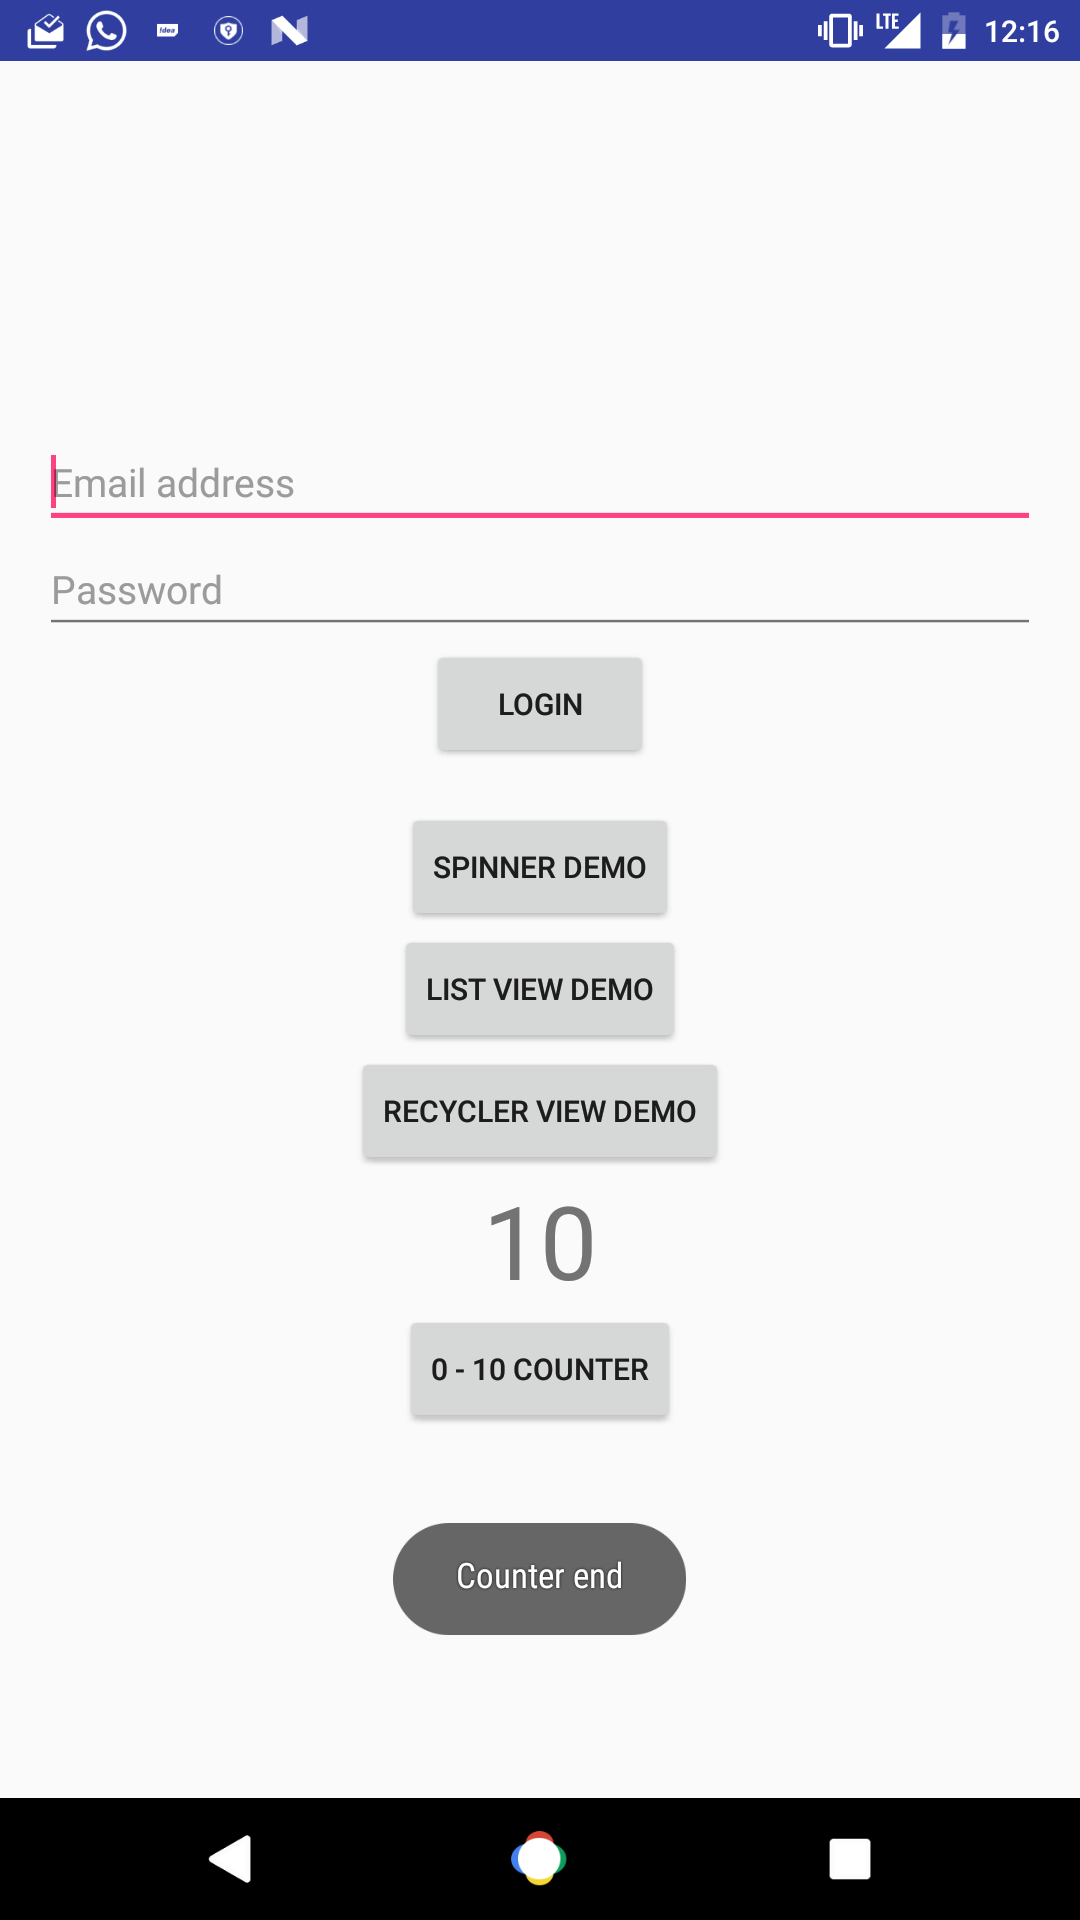 Idea LTE 12:16
Email address
Password
LOGIN
SPINNER DEMO
LIST VIEW DEMO
RECYCLER VIEW DEMO
10
0 - 10 COUNTER
Counter end